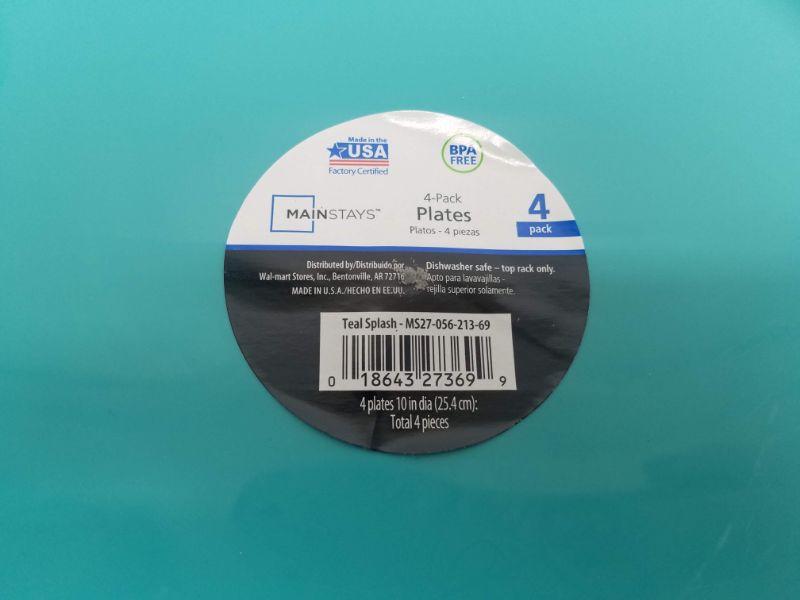 Made in the
USA
Factory Certified
BPA
FREE
MAINSTAYS™
4-Pack
Plates
Platos - 4 piezas
4
pack
Distributed by/Distribuido por
Wal-mart Stores, Inc., Bentonville, AR 72716
MADE IN U.S.A./HECHO EN EE.UU.
Dishwasher safe – top rack only.
Apto para lavavajillas -
rejilla superior solamente.
Teal Splash - MS27-056-213-69
0 18643 27369 9
4 plates 10 in dia (25.4 cm):
Total 4 pieces